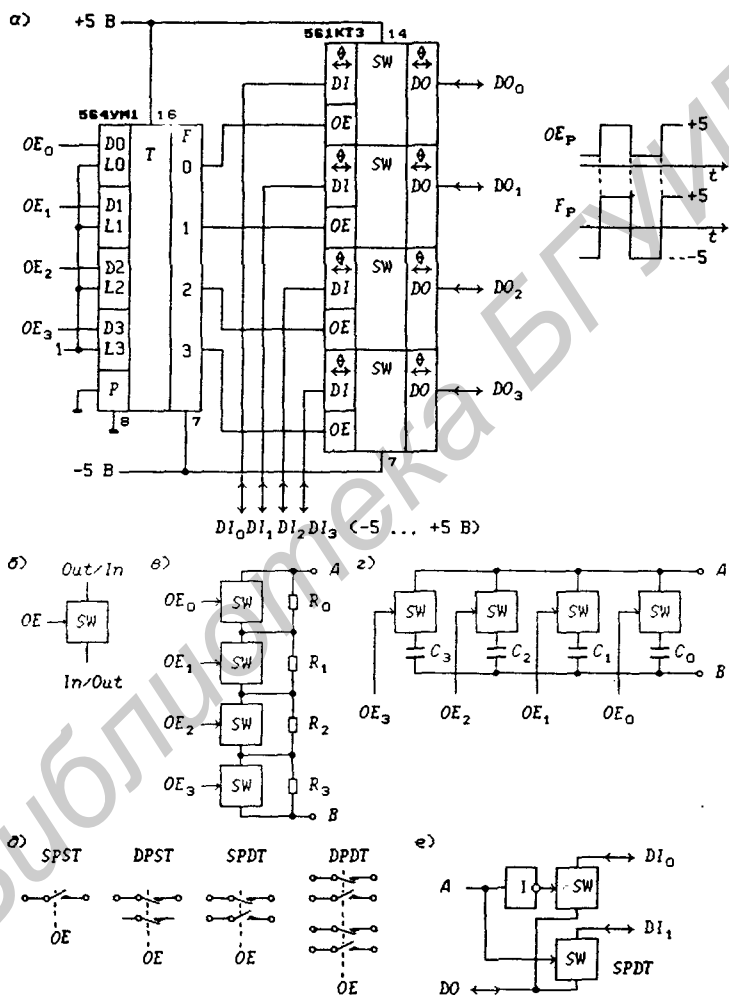 а)
+5 В
561КТ3 14
θ SW θ
DI DO DO₀
564УМ1 16
OE
OE₀ D0 T F
L0 0
OEₚ +5
t
θ SW θ
DI DO DO₁
Fₚ +5
OE₁ D1
L1 1
OE
t
-5
θ SW θ
DI DO DO₂
OE₂ D2
L2 2
OE
OE₃ D3
1 L3 3
θ SW θ
DI DO DO₃
P
OE
8 7
-5 В
7
DI₀ DI₁ DI₂ DI₃ (-5 ... +5 В)
б)
Out/In
OE SW
In/Out
в)
A
OE₀ SW R₀
OE₁ SW R₁
OE₂ SW R₂
OE₃ SW R₃
B
г)
A
SW SW SW SW
C₃ C₂ C₁ C₀
B
OE₃ OE₂ OE₁ OE₀
д)
SPST DPST SPDT DPDT
OE OE OE
OE
е)
A I SW DI₀
SW DI₁
SPDT
DO
Библиотека БГУИР